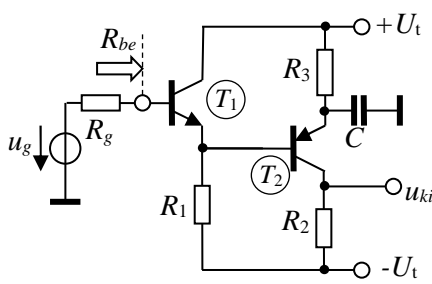 +U_t
R_be
R_3
T_1
R_g
C
u_g
T_2
u_ki
R_1
R_2
-U_t